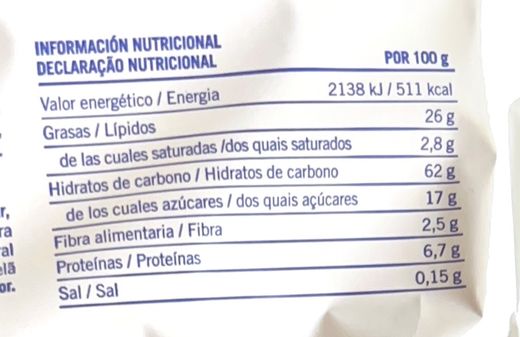 INFORMACIÓN NUTRICIONAL
DECLARAÇÃO NUTRICIONAL POR 100 g
Valor energético / Energia 2138 kJ / 511 kcal
Grasas / Lípidos 26 g
de las cuales saturadas /dos quais saturados 2,8 g
Hidratos de carbono / Hidratos de carbono 62 g
de los cuales azúcares / dos quais açúcares 17 g
Fibra alimentaria / Fibra 2,5 g
Proteínas / Proteínas 6,7 g
Sal / Sal 0,15 g